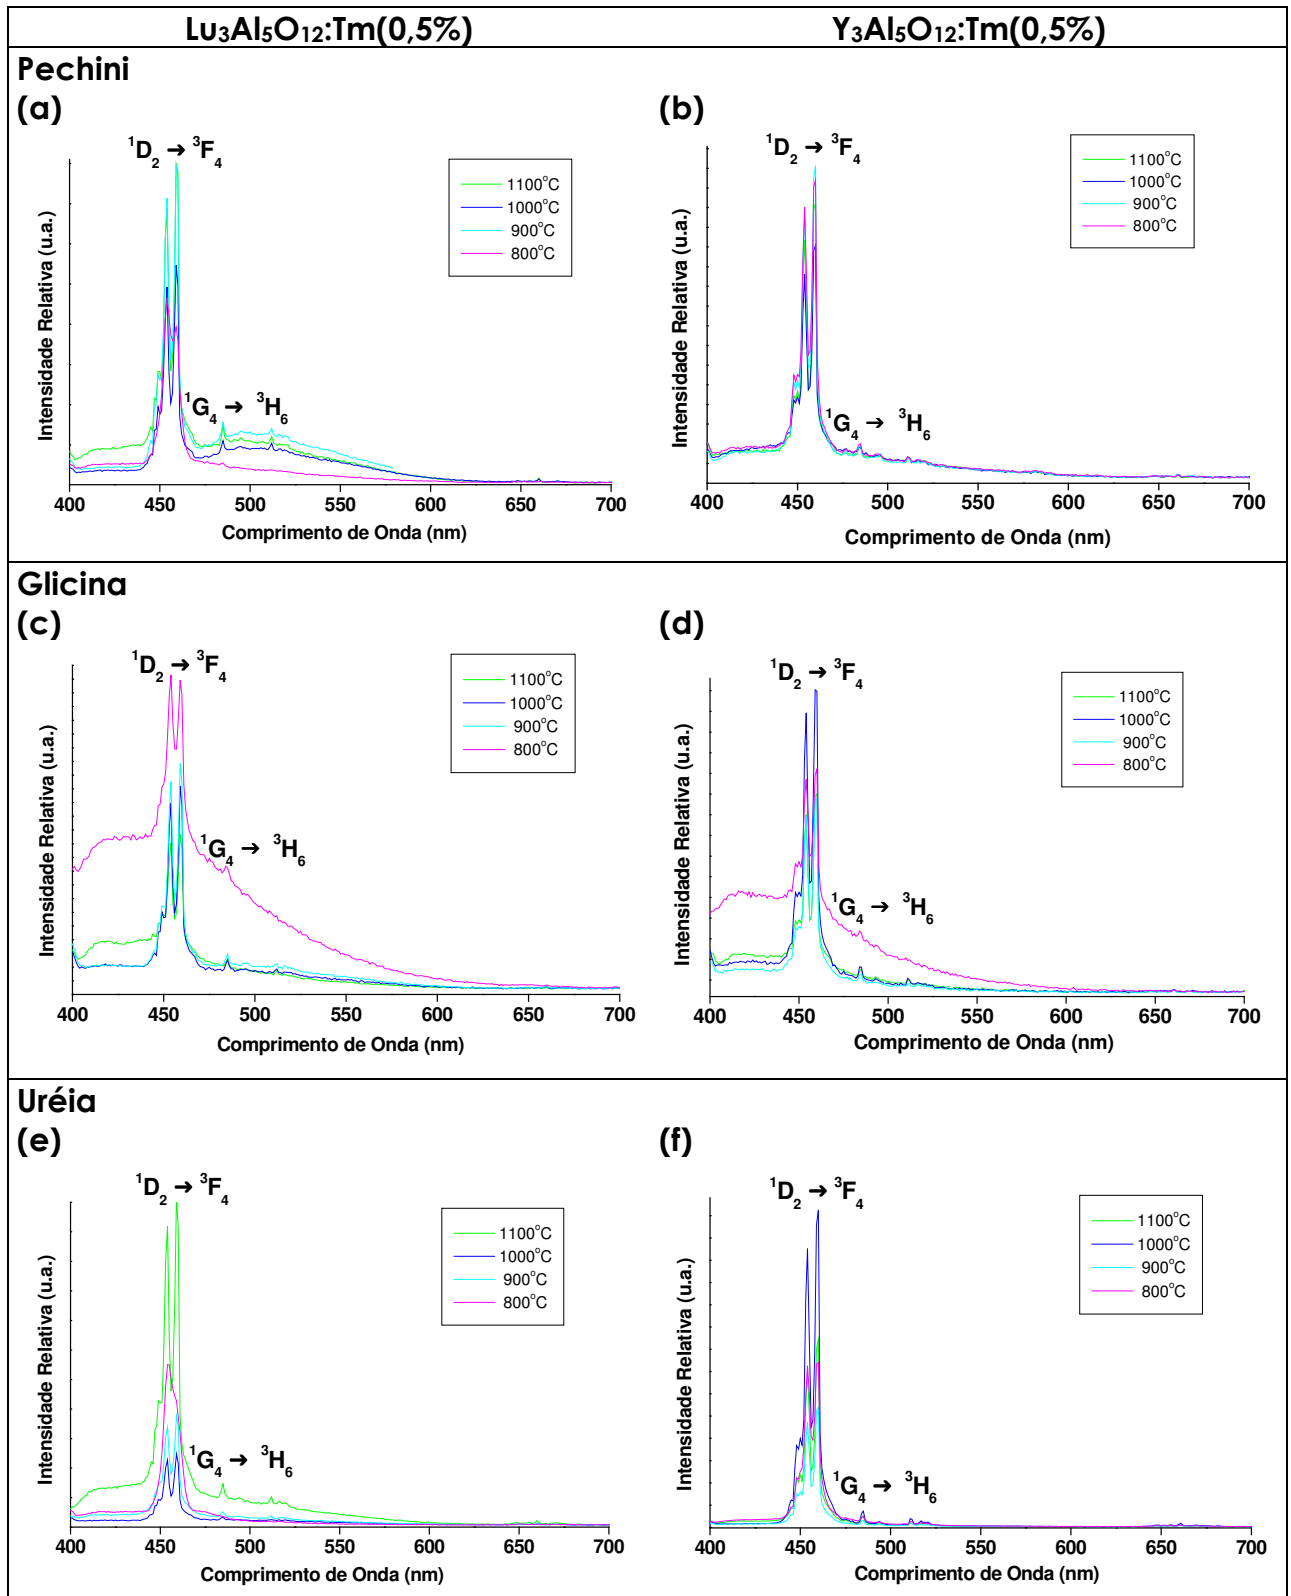 Lu₃Al₅O₁₂:Tm(0,5%) Y₃Al₅O₁₂:Tm(0,5%)
Pechini
(a)
¹D₂ → ³F₄
¹G₄ → ³H₆
1100°C
1000°C
900°C
800°C
Intensidade Relativa (u.a.)
400 450 500 550 600 650 700
Comprimento de Onda (nm)
(b)
¹D₂ → ³F₄
¹G₄ → ³H₆
1100°C
1000°C
900°C
800°C
Intensidade Relativa (u.a.)
400 450 500 550 600 650 700
Comprimento de Onda (nm)
Glicina
(c)
¹D₂ → ³F₄
¹G₄ → ³H₆
1100°C
1000°C
900°C
800°C
Intensidade Relativa (u.a.)
400 450 500 550 600 650 700
Comprimento de Onda (nm)
(d)
¹D₂ → ³F₄
¹G₄ → ³H₆
1100°C
1000°C
900°C
800°C
Intensidade Relativa (u.a.)
400 450 500 550 600 650 700
Comprimento de Onda (nm)
Uréia
(e)
¹D₂ → ³F₄
¹G₄ → ³H₆
1100°C
1000°C
900°C
800°C
Intensidade Relativa (u.a.)
400 450 500 550 600 650 700
Comprimento de Onda (nm)
(f)
¹D₂ → ³F₄
¹G₄ → ³H₆
1100°C
1000°C
900°C
800°C
Intensidade Relativa (u.a.)
400 450 500 550 600 650 700
Comprimento de Onda (nm)